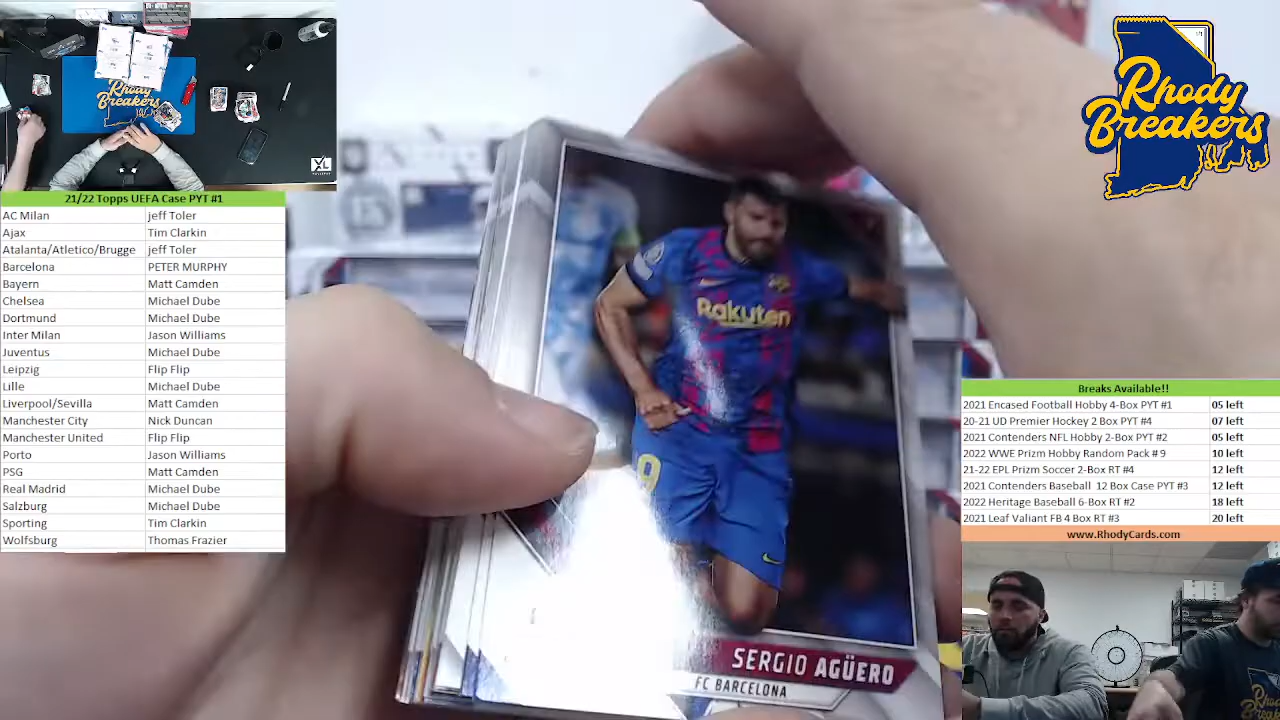 Rhody
Breakers
21/22 Topps UEFA Case PYT #1
AC Milan jeff Toler
Ajax Tim Clarkin
Atalanta/Atletico/Brugge jeff Toler
Barcelona PETER MURPHY
Bayern Matt Camden
Chelsea Michael Dube
Dortmund Michael Dube
Inter Milan Jason Williams
Juventus Michael Dube
Leipzig Flip Flip
Lille Michael Dube
Liverpool/Sevilla Matt Camden
Manchester City Nick Duncan
Manchester United Flip Flip
Porto Jason Williams
PSG Matt Camden
Real Madrid Michael Dube
Salzburg Michael Dube
Sporting Tim Clarkin
Wolfsburg Thomas Frazier
Rakuten
9
SERGIO AGÜERO
FC BARCELONA
Rhody
Breakers
Breaks Available!!
2021 Encased Football Hobby 4-Box PYT #1 05 left
20-21 UD Premier Hockey 2 Box PYT #4 07 left
2021 Contenders NFL Hobby 2-Box PYT #2 05 left
2022 WWE Prizm Hobby Random Pack # 9 10 left
21-22 EPL Prizm Soccer 2-Box RT #4 12 left
2021 Contenders Baseball 12 Box Case PYT #3 12 left
2022 Heritage Baseball 6-Box RT #2 18 left
2021 Leaf Valiant FB 4 Box RT #3 20 left
www.RhodyCards.com
Rhody